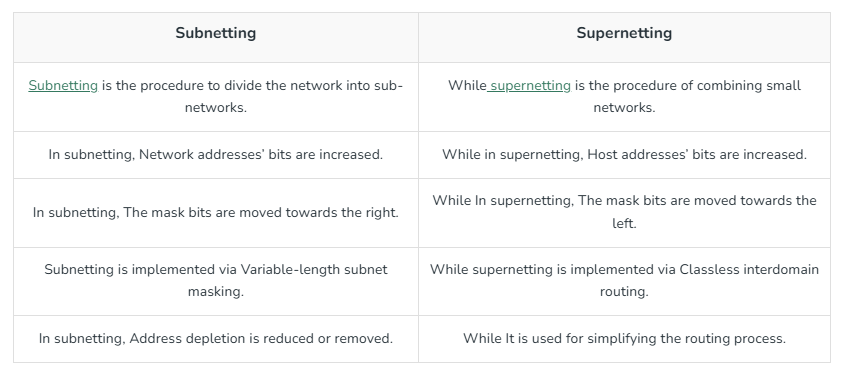 Subnetting
Supernetting
Subnetting is the procedure to divide the network into sub-
networks.
While supernetting is the procedure of combining small
networks.
In subnetting, Network addresses’ bits are increased.
While in supernetting, Host addresses’ bits are increased.
In subnetting, The mask bits are moved towards the right.
While In supernetting, The mask bits are moved towards the
left.
Subnetting is implemented via Variable-length subnet
masking.
While supernetting is implemented via Classless interdomain
routing.
In subnetting, Address depletion is reduced or removed.
While It is used for simplifying the routing process.